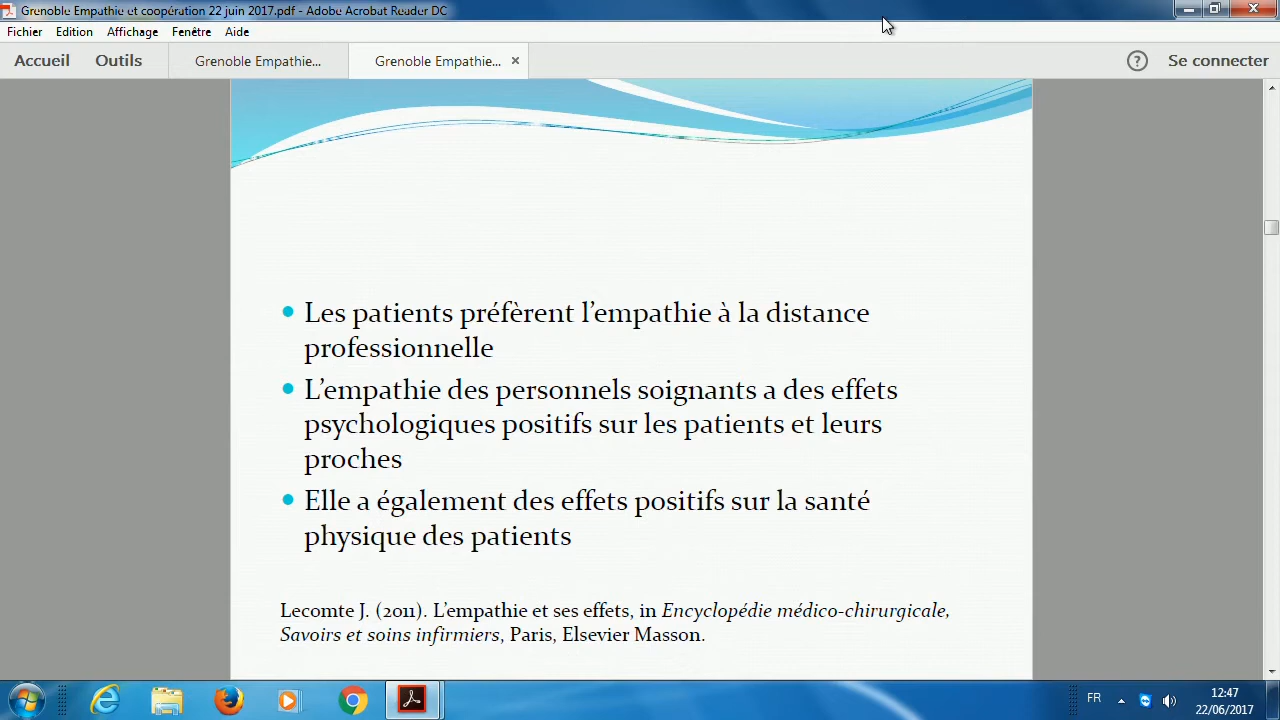 Grenoble Empathie et coopération 22 juin 2017.pdf - Adobe Acrobat Reader DC
Fichier Edition Affichage Fenêtre Aide
Accueil Outils Grenoble Empathie... Grenoble Empathie... × ? Se connecter
Les patients préfèrent l’empathie à la distance
professionnelle
L’empathie des personnels soignants a des effets
psychologiques positifs sur les patients et leurs
proches
Elle a également des effets positifs sur la santé
physique des patients
Lecomte J. (2011). L’empathie et ses effets, in Encyclopédie médico-chirurgicale,
Savoirs et soins infirmiers, Paris, Elsevier Masson.
FR 12:47
22/06/2017